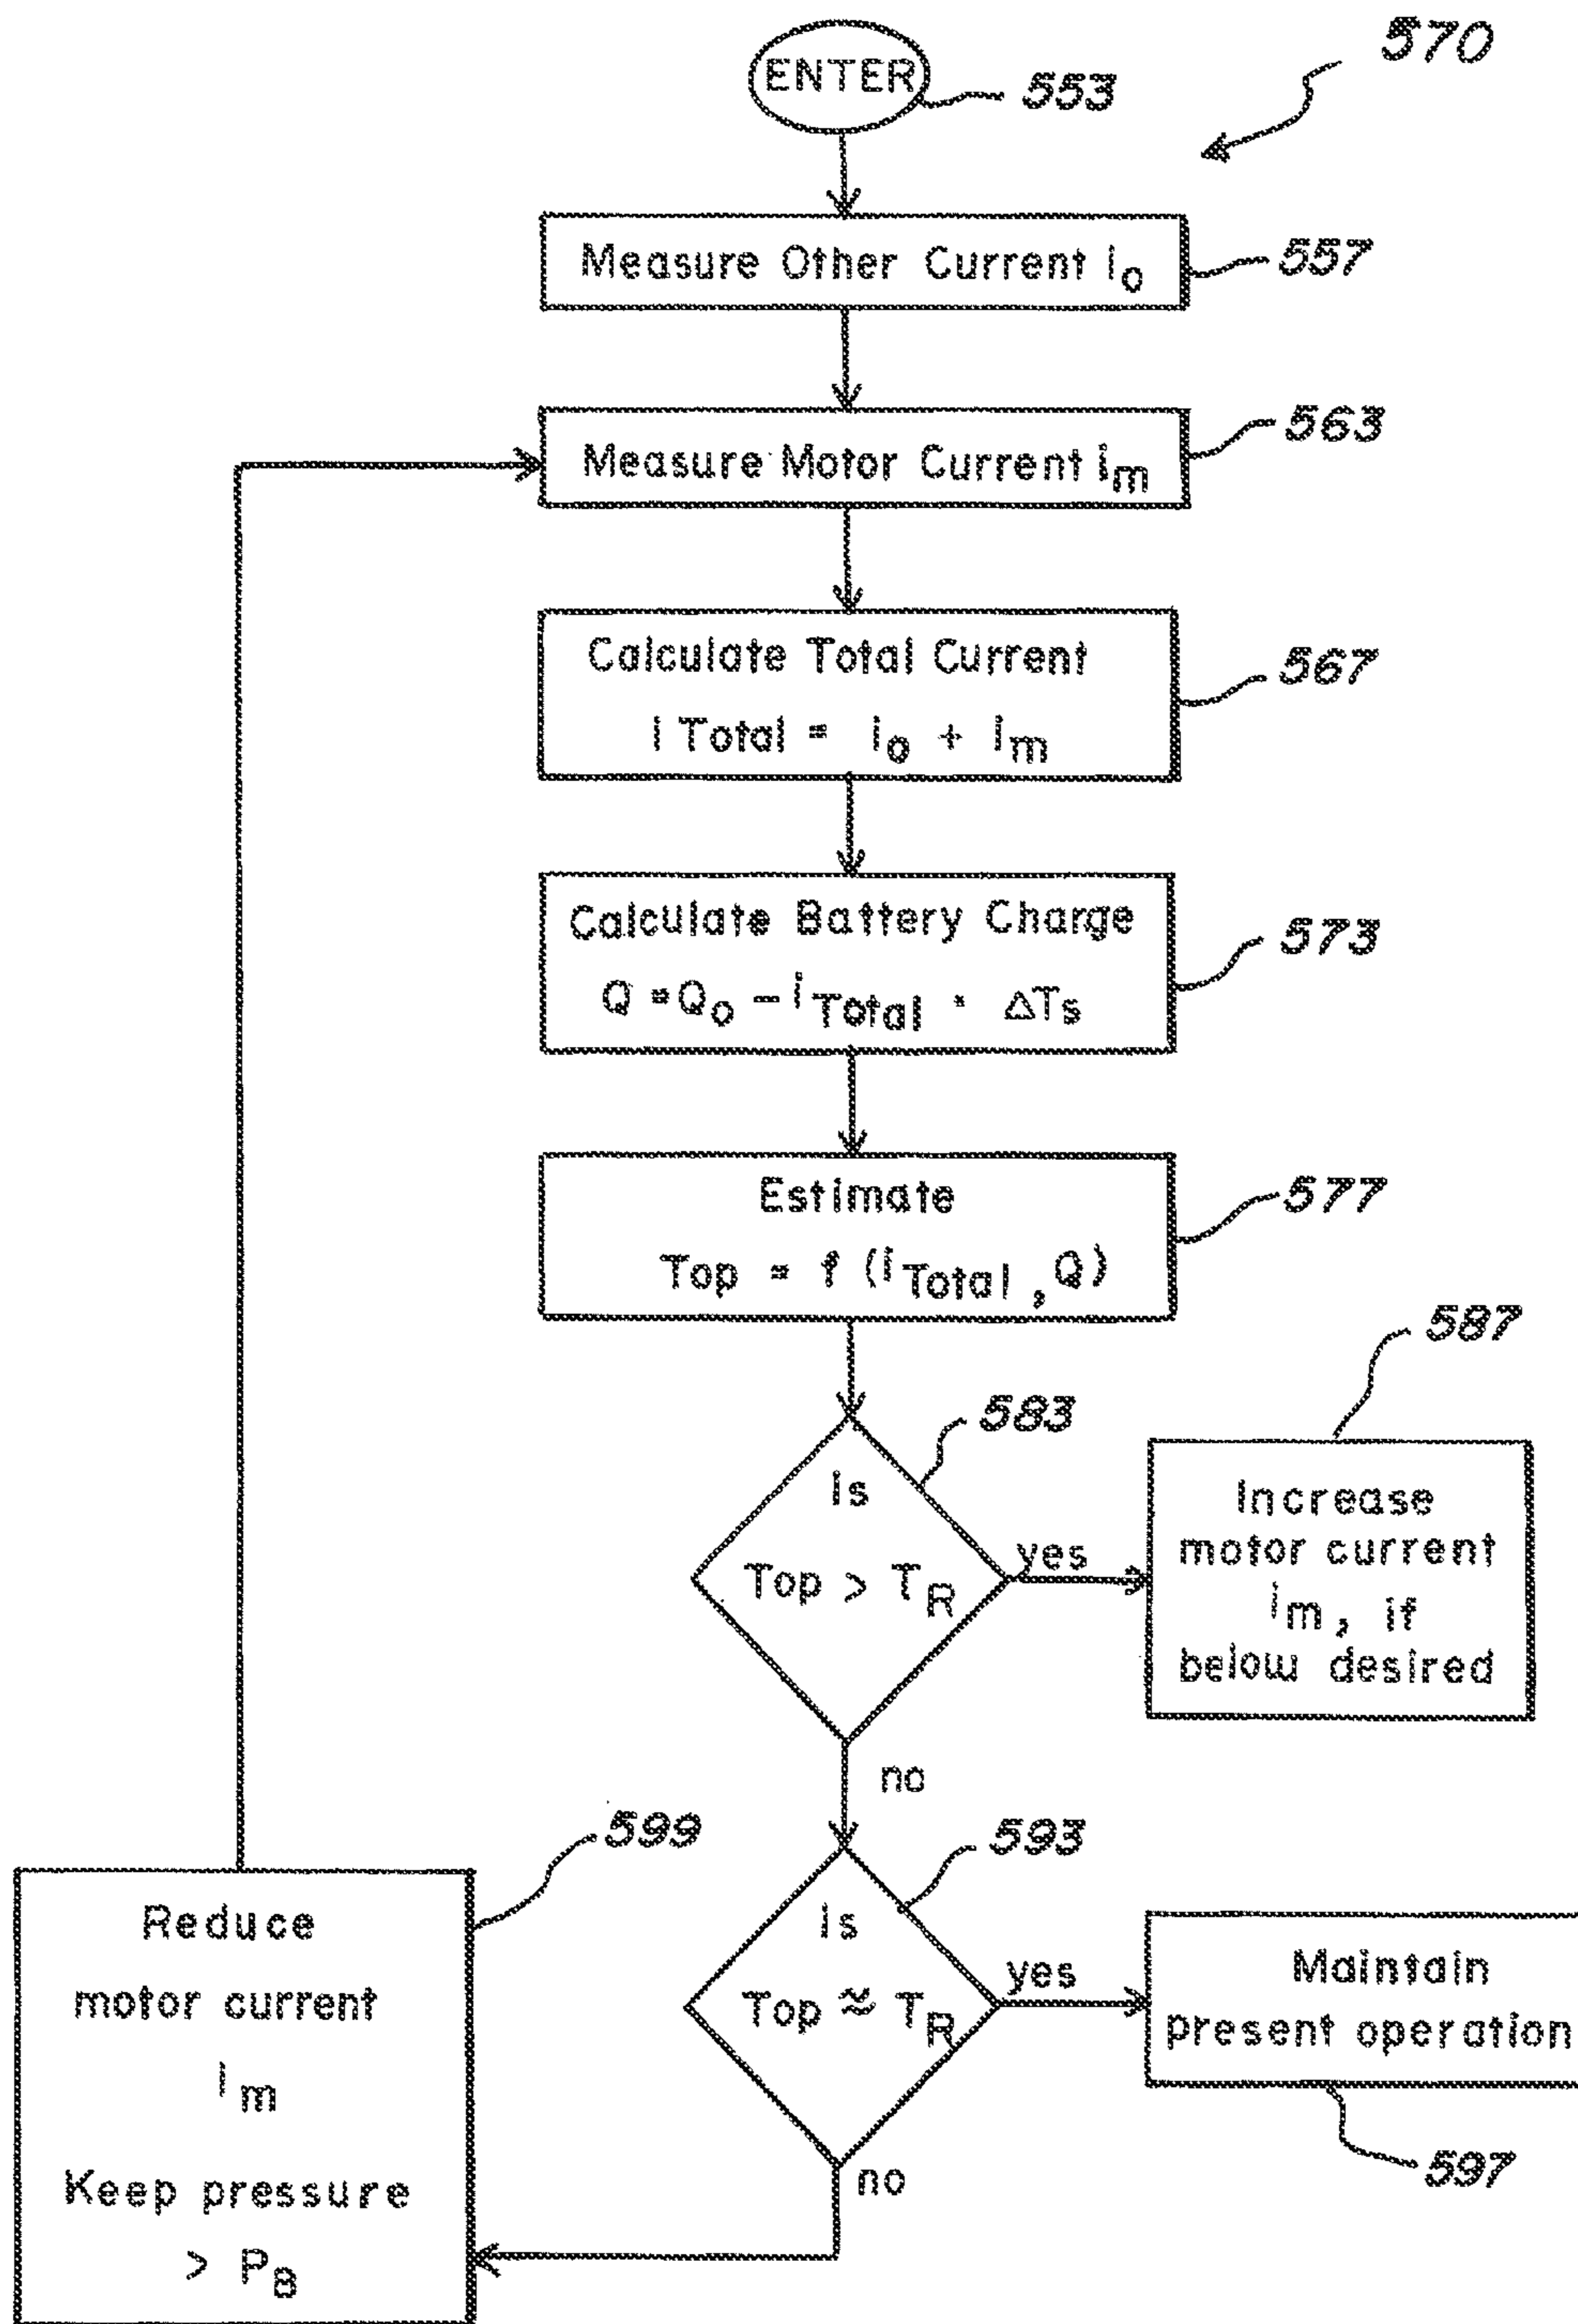 570
ENTER
553
Measure Other Current io
557
Measure Motor Current im
563
Calculate Total Current
i Total = io + im
567
Calculate Battery Charge
Q = Qo - iTotal · ΔTs
573
Estimate
Top = f (iTotal, Q)
577
583
Is
Top > TR
yes
587
Increase
motor current
im, if
below desired
no
593
Is
Top ≈ TR
yes
Maintain
present operation
597
no
599
Reduce
motor current
im
Keep pressure
> PB